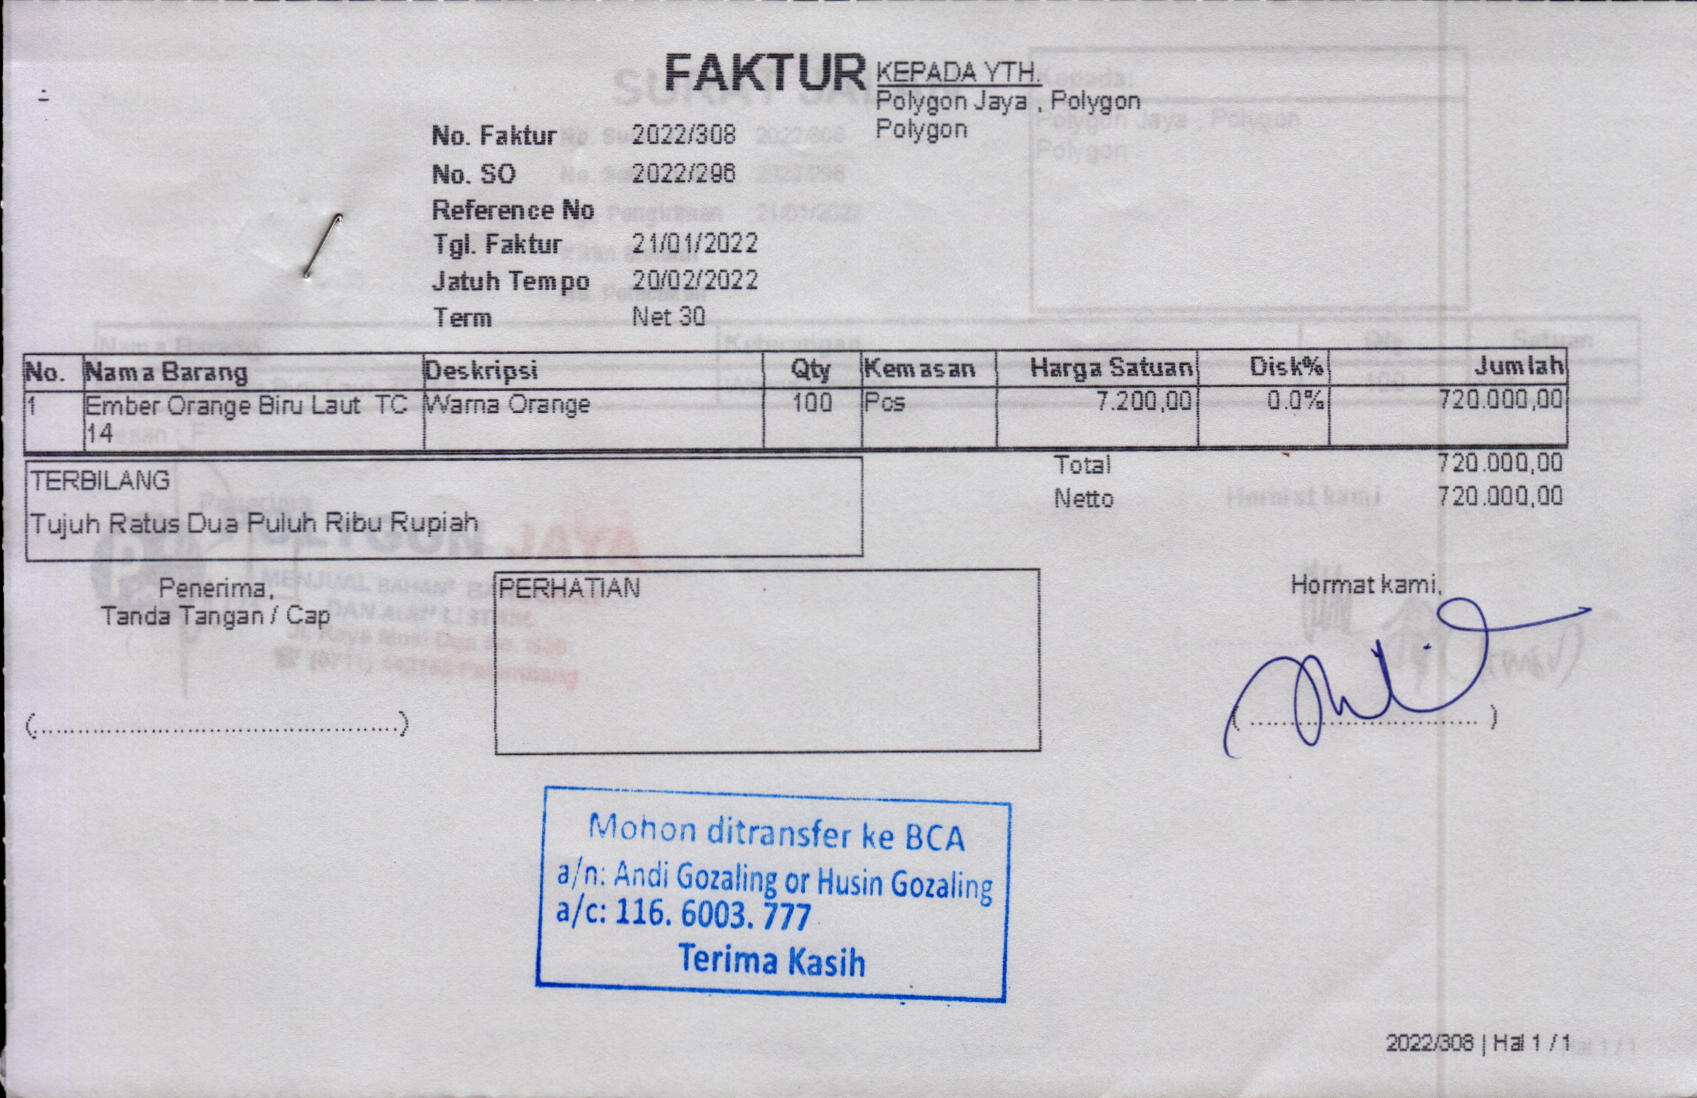 FAKTUR
KEPADA YTH.
Polygon Jaya , Polygon
Polygon
No. Faktur 2022/308
No. SO 2022/296
Reference No
Tgl. Faktur 21/01/2022
Jatuh Tempo 20/02/2022
Term Net 30
No. Nama Barang Deskripsi Qty Kemasan Harga Satuan Disk% Jumlah
1 Ember Orange Biru Laut TC Warna Orange 100 Pcs 7.200,00 0.0% 720.000,00
14
Total 720.000,00
Netto 720.000,00
TERBILANG
Tujuh Ratus Dua Puluh Ribu Rupiah
Penerima,
Tanda Tangan / Cap
(................................................)
PERHATIAN
Hormat kami,
(................................)
Mohon ditransfer ke BCA
a/n: Andi Gozaling or Husin Gozaling
a/c: 116. 6003. 777
Terima Kasih
2022/308 | Hal 1 / 1